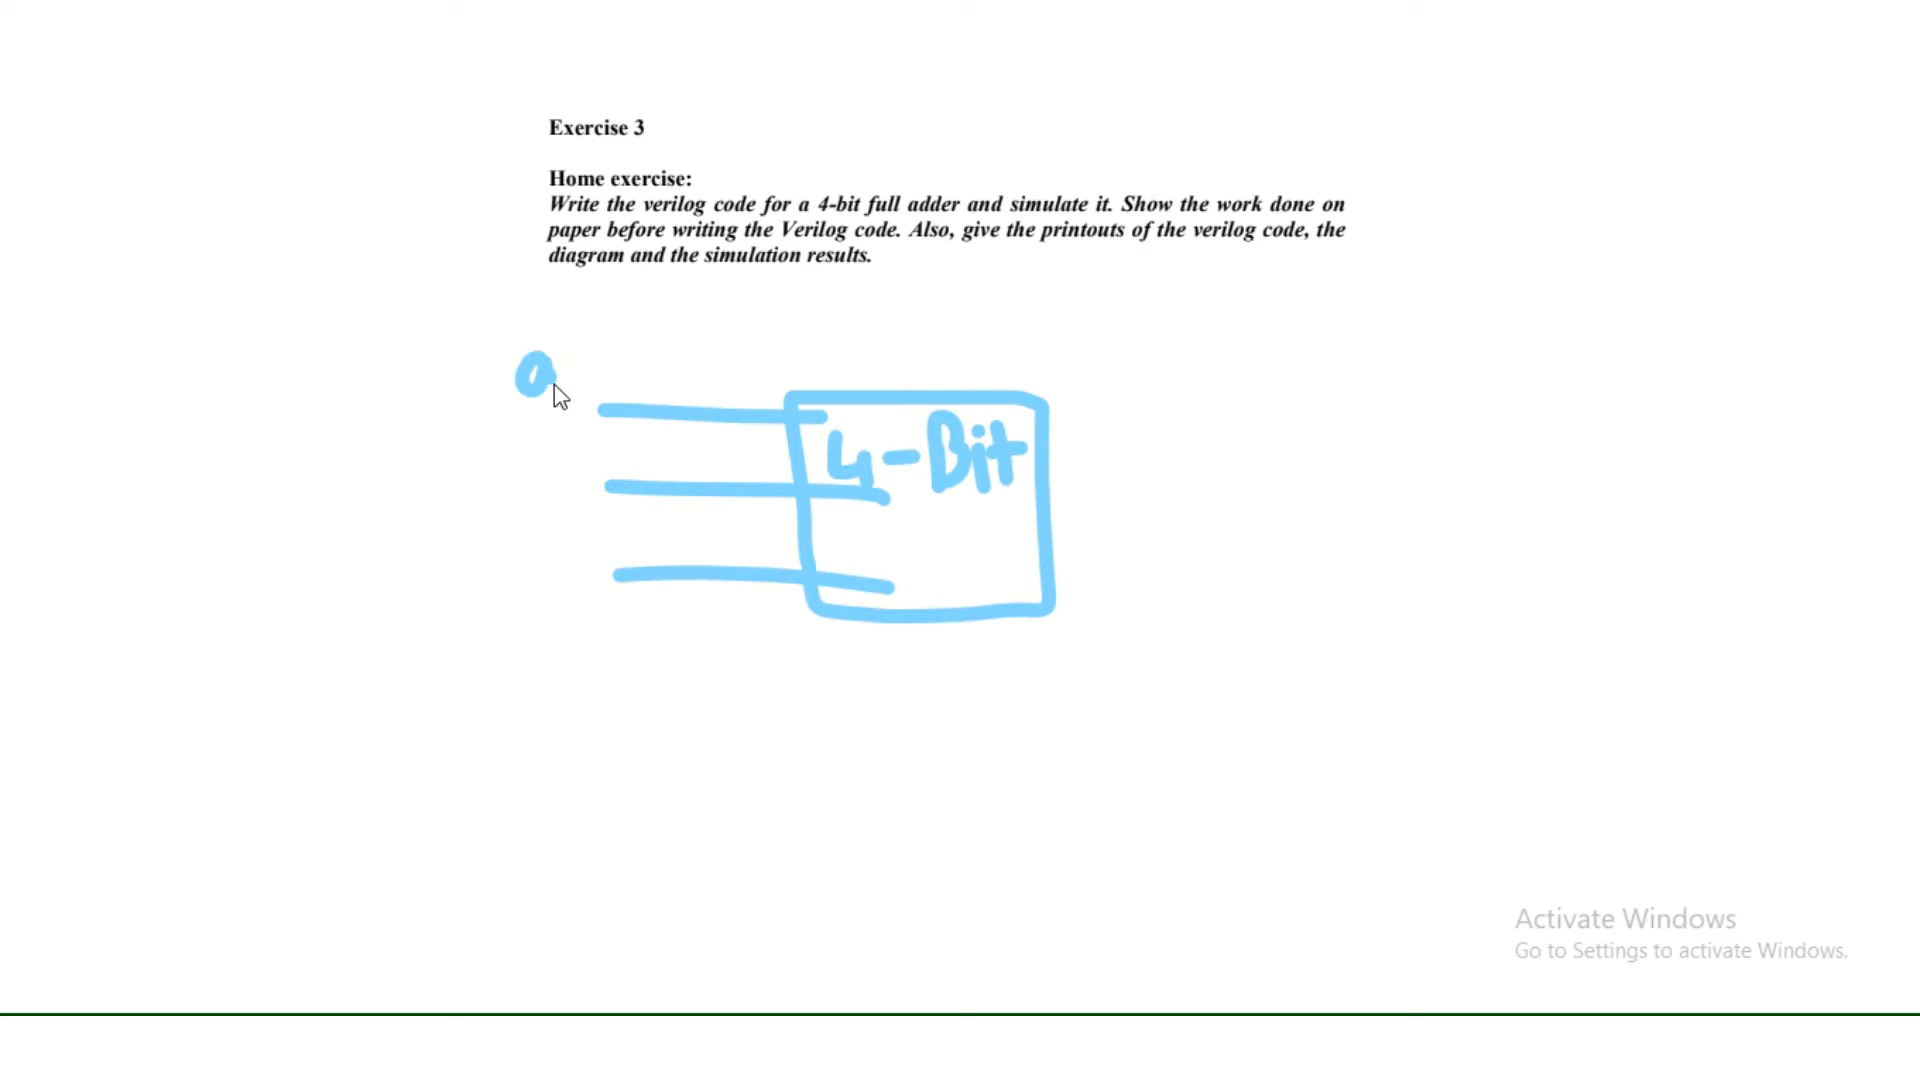 Exercise 3
Home exercise:
Write the verilog code for a 4-bit full adder and simulate it. Show the work done on
paper before writing the Verilog code. Also, give the printouts of the verilog code, the
diagram and the simulation results.
a
4-Bit
Activate Windows
Go to Settings to activate Windows.